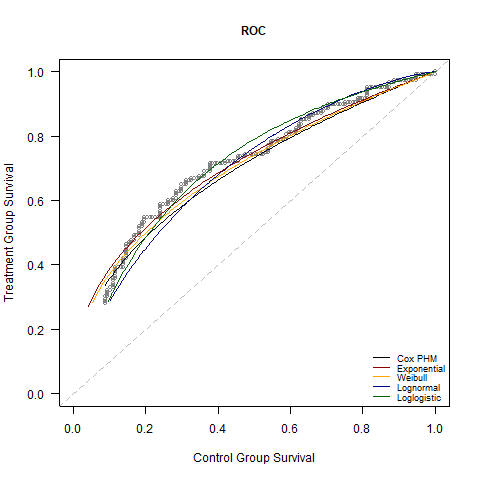 ROC
Treatment Group Survival
1.0
0.8
0.6
0.4
0.2
0.0
Cox PHM
Exponential
Weibull
Lognormal
Loglogistic
0.0 0.2 0.4 0.6 0.8 1.0
Control Group Survival